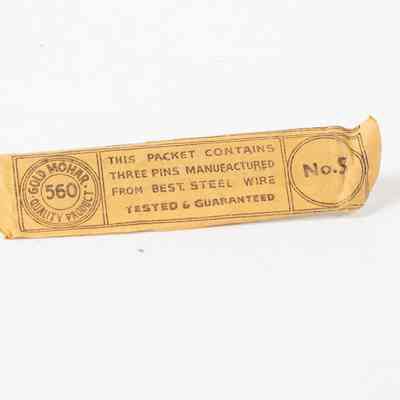 GOLD MOHAR
560
QUALITY PRODUCT
THIS PACKET CONTAINS
THREE PINS MANUFACTURED
FROM BEST. STEEL WIRE
TESTED & GUARANTEED
No.5